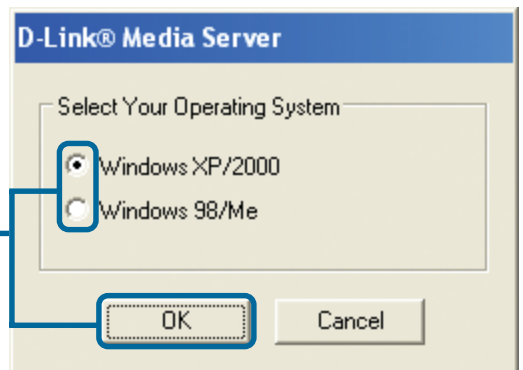 D-Link® Media Server
Select Your Operating System
Windows XP/2000
Windows 98/Me
OK
Cancel